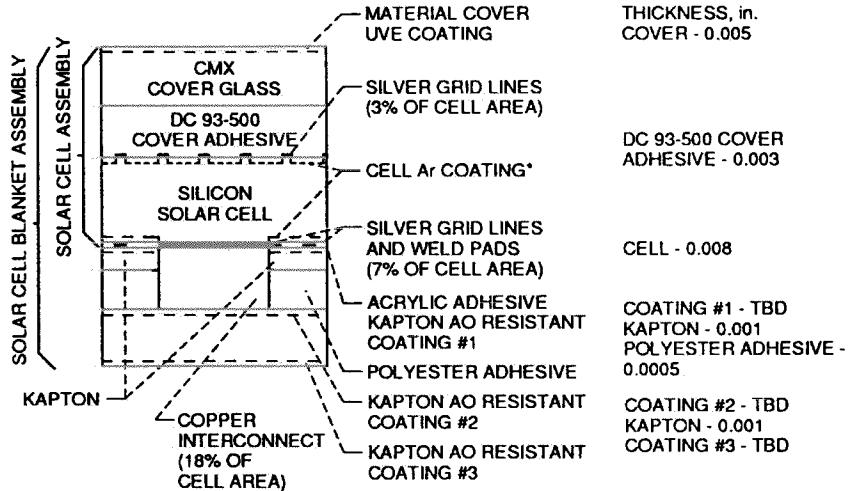 MATERIAL COVER
UVE COATING
THICKNESS, in.
COVER - 0.005
CMX
COVER GLASS
SILVER GRID LINES
(3% OF CELL AREA)
DC 93-500
COVER ADHESIVE
DC 93-500 COVER
ADHESIVE - 0.003
CELL Ar COATING*
SILICON
SOLAR CELL
SILVER GRID LINES
AND WELD PADS
(7% OF CELL AREA)
CELL - 0.008
ACRYLIC ADHESIVE
KAPTON AO RESISTANT
COATING #1
COATING #1 - TBD
KAPTON - 0.001
POLYESTER ADHESIVE -
0.0005
POLYESTER ADHESIVE
KAPTON
KAPTON AO RESISTANT
COATING #2
COATING #2 - TBD
KAPTON - 0.001
COATING #3 - TBD
COPPER
INTERCONNECT
(18% OF
CELL AREA)
KAPTON AO RESISTANT
COATING #3
SOLAR CELL BLANKET ASSEMBLY
SOLAR CELL ASSEMBLY